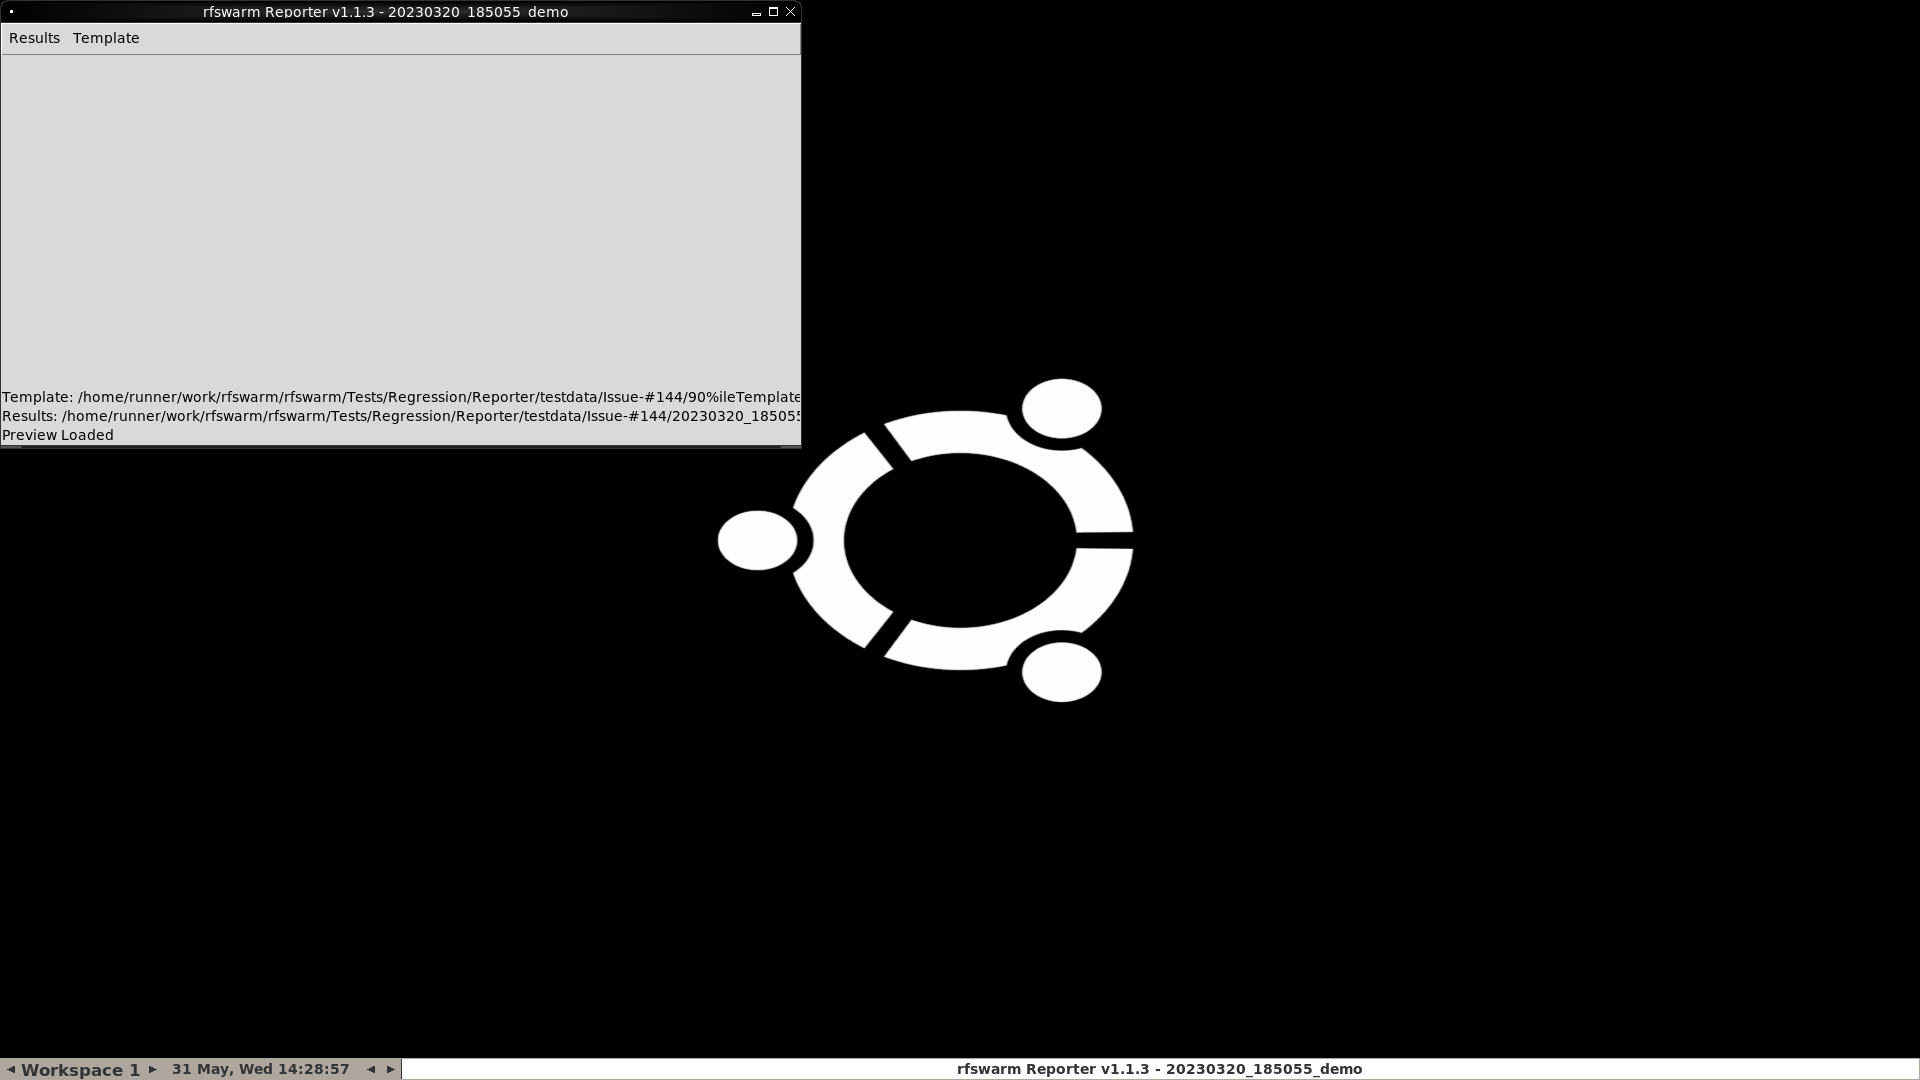 rfswarm Reporter v1.1.3 - 20230320_185055_demo
Results Template
Template: /home/runner/work/rfswarm/rfswarm/Tests/Regression/Reporter/testdata/Issue-#144/90%ileTemplate
Results: /home/runner/work/rfswarm/rfswarm/Tests/Regression/Reporter/testdata/Issue-#144/20230320_185055
Preview Loaded
Workspace 1 31 May, Wed 14:28:57 rfswarm Reporter v1.1.3 - 20230320_185055_demo